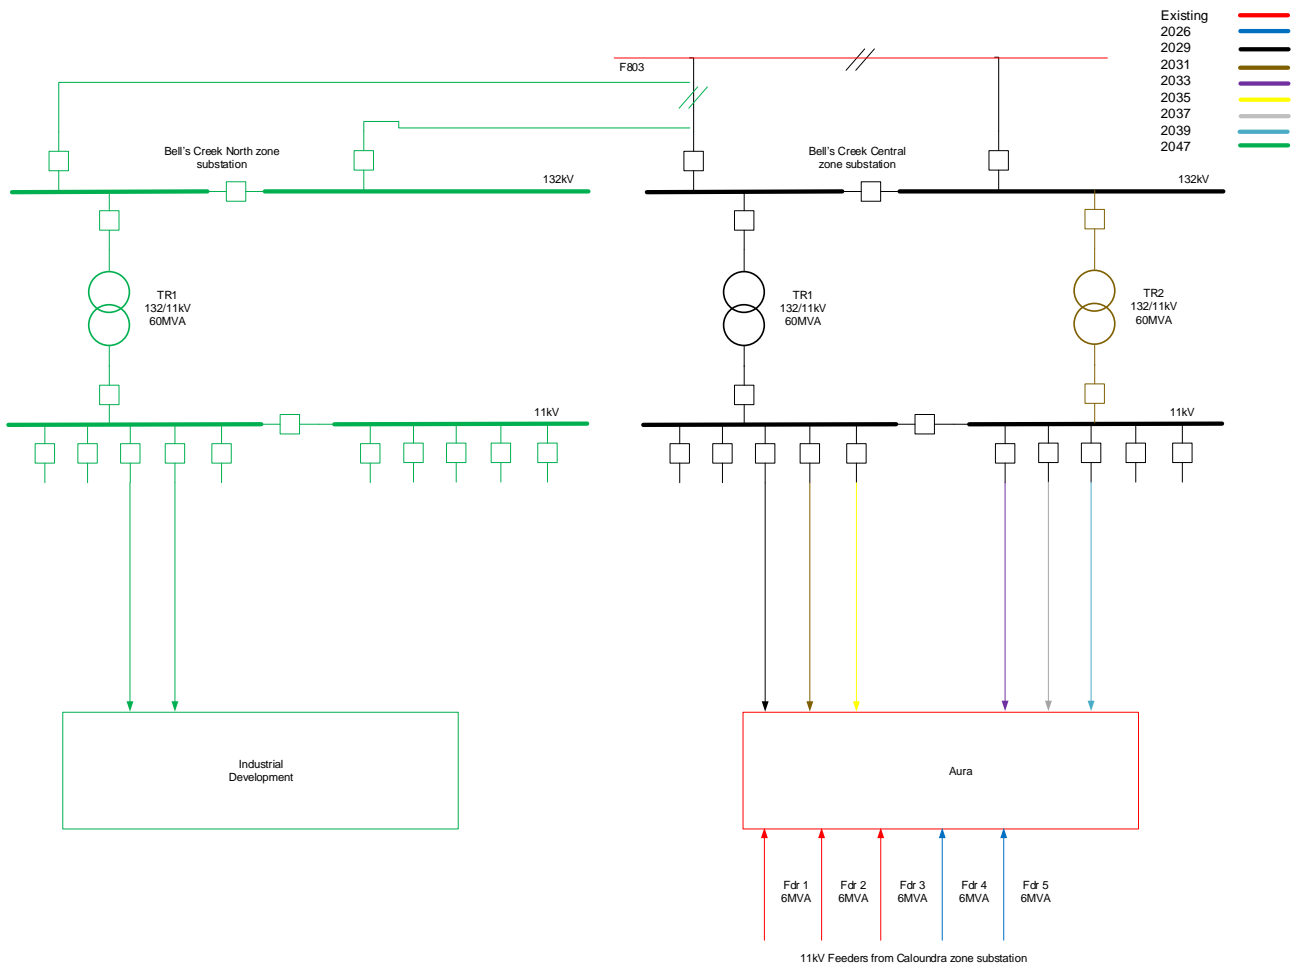 Existing
2026
2029
2031
2033
2035
2037
2039
2047
F803
Bell's Creek North zone
substation
Bell's Creek Central
zone substation
132kV
132kV
TR1
132/11kV
60MVA
TR1
132/11kV
60MVA
TR2
132/11kV
60MVA
11kV
11kV
Industrial
Development
Aura
Fdr 1
6MVA
Fdr 2
6MVA
Fdr 3
6MVA
Fdr 4
6MVA
Fdr 5
6MVA
11kV Feeders from Caloundra zone substation